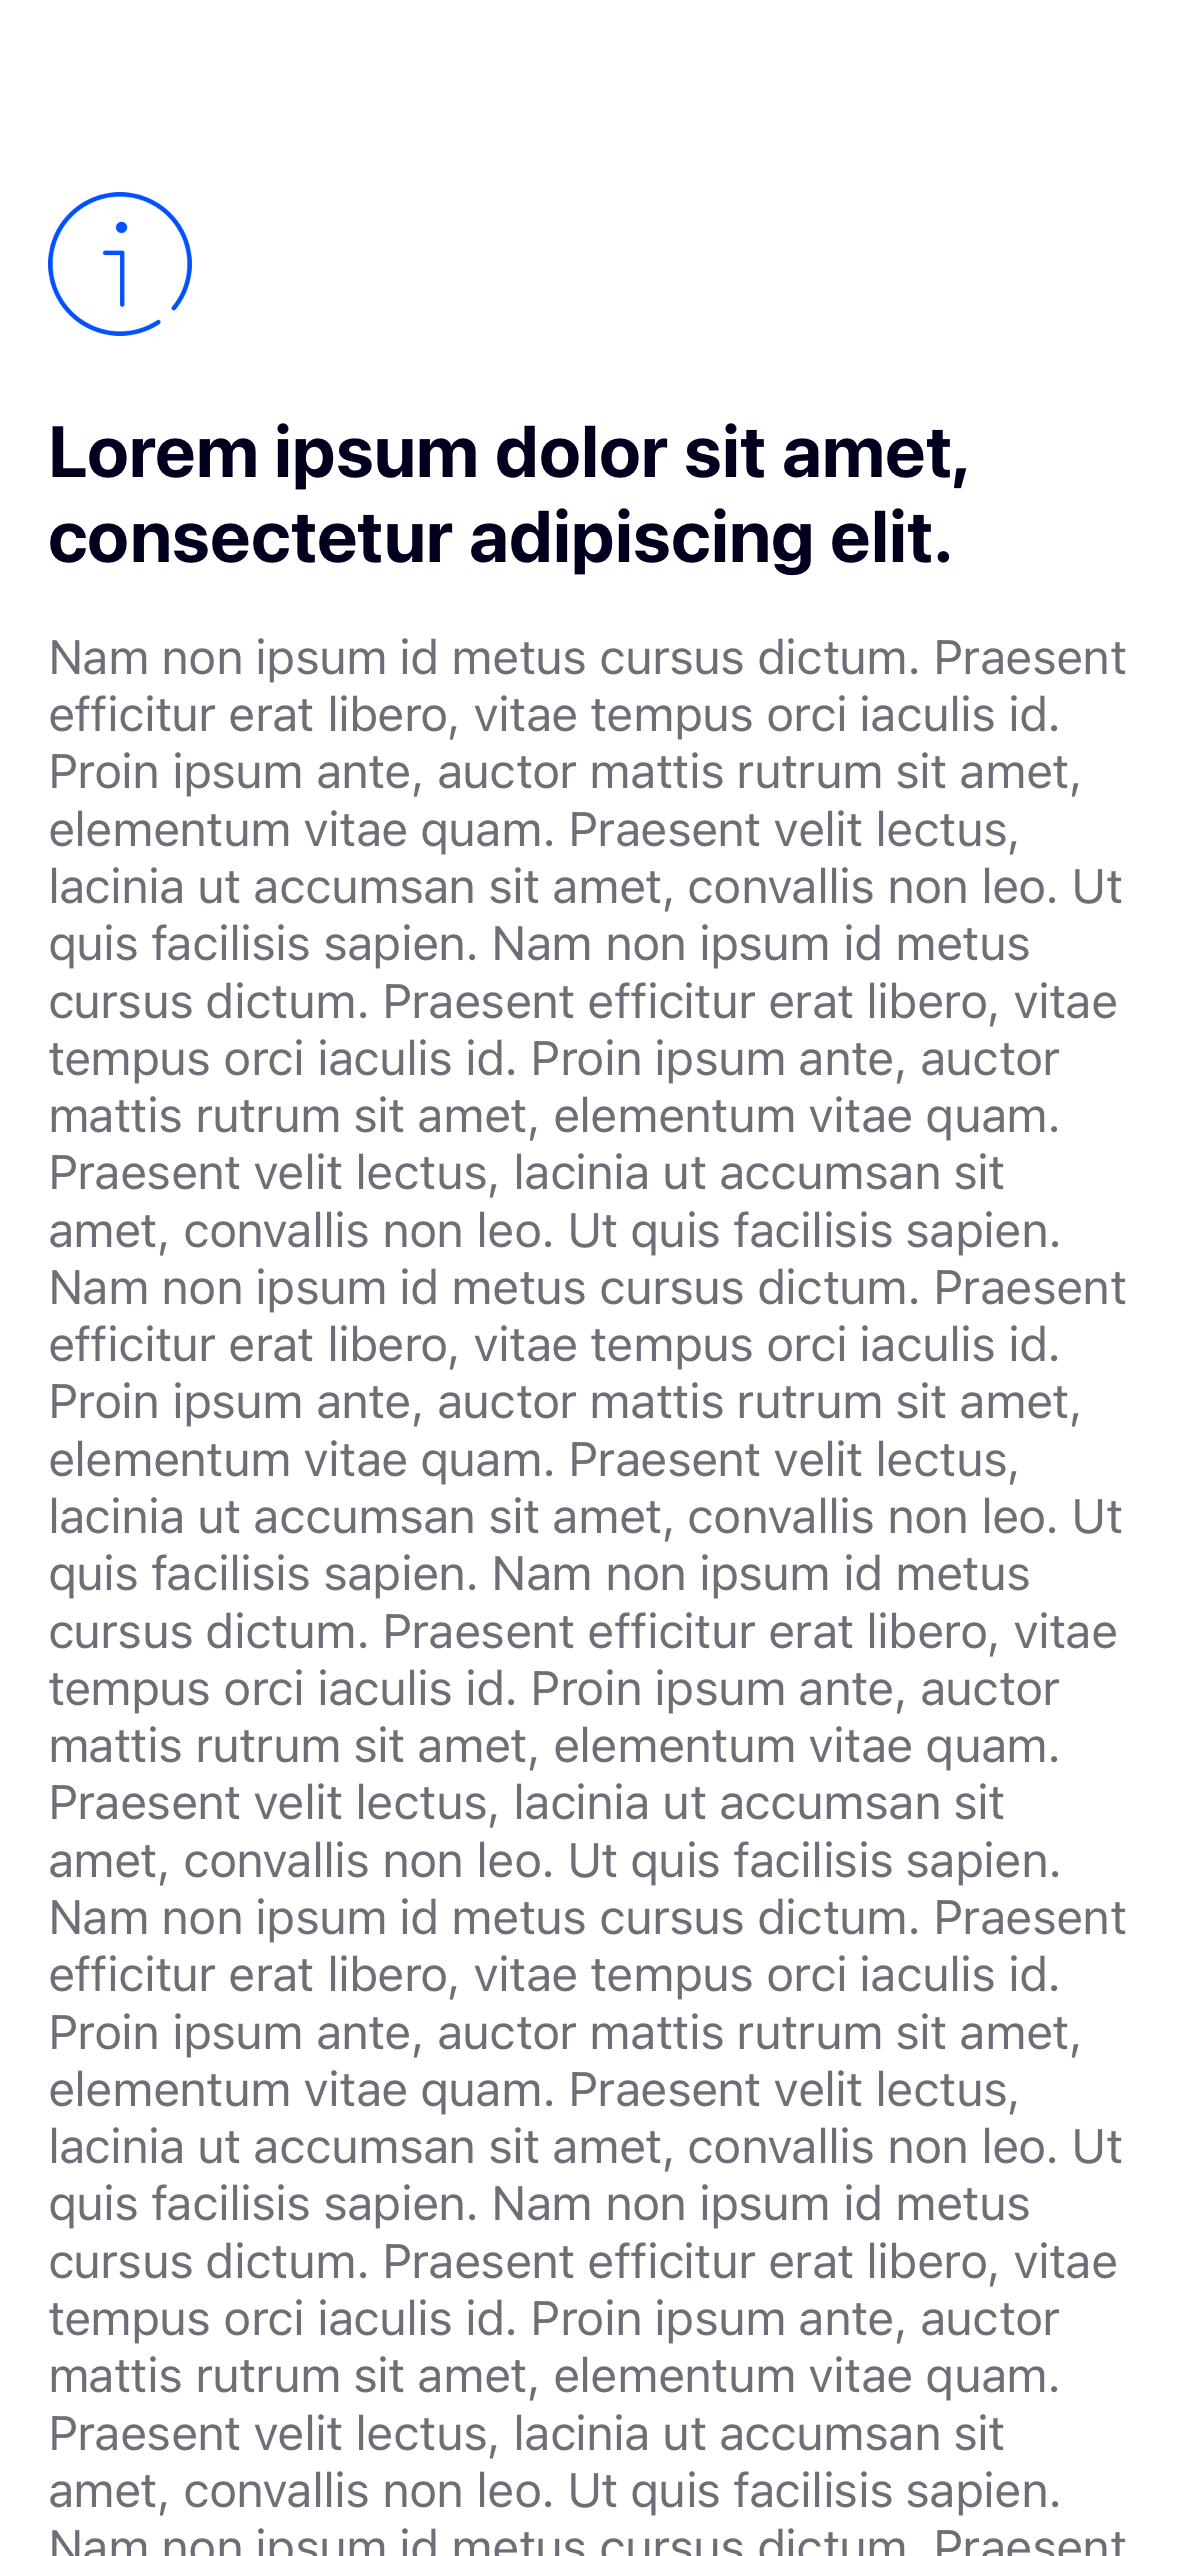 Lorem ipsum dolor sit amet,
consectetur adipiscing elit.
Nam non ipsum id metus cursus dictum. Praesent
efficitur erat libero, vitae tempus orci iaculis id.
Proin ipsum ante, auctor mattis rutrum sit amet,
elementum vitae quam. Praesent velit lectus,
lacinia ut accumsan sit amet, convallis non leo. Ut
quis facilisis sapien. Nam non ipsum id metus
cursus dictum. Praesent efficitur erat libero, vitae
tempus orci iaculis id. Proin ipsum ante, auctor
mattis rutrum sit amet, elementum vitae quam.
Praesent velit lectus, lacinia ut accumsan sit
amet, convallis non leo. Ut quis facilisis sapien.
Nam non ipsum id metus cursus dictum. Praesent
efficitur erat libero, vitae tempus orci iaculis id.
Proin ipsum ante, auctor mattis rutrum sit amet,
elementum vitae quam. Praesent velit lectus,
lacinia ut accumsan sit amet, convallis non leo. Ut
quis facilisis sapien. Nam non ipsum id metus
cursus dictum. Praesent efficitur erat libero, vitae
tempus orci iaculis id. Proin ipsum ante, auctor
mattis rutrum sit amet, elementum vitae quam.
Praesent velit lectus, lacinia ut accumsan sit
amet, convallis non leo. Ut quis facilisis sapien.
Nam non ipsum id metus cursus dictum. Praesent
efficitur erat libero, vitae tempus orci iaculis id.
Proin ipsum ante, auctor mattis rutrum sit amet,
elementum vitae quam. Praesent velit lectus,
lacinia ut accumsan sit amet, convallis non leo. Ut
quis facilisis sapien. Nam non ipsum id metus
cursus dictum. Praesent efficitur erat libero, vitae
tempus orci iaculis id. Proin ipsum ante, auctor
mattis rutrum sit amet, elementum vitae quam.
Praesent velit lectus, lacinia ut accumsan sit
amet, convallis non leo. Ut quis facilisis sapien.
Nam non ipsum id metus cursus dictum. Praesent